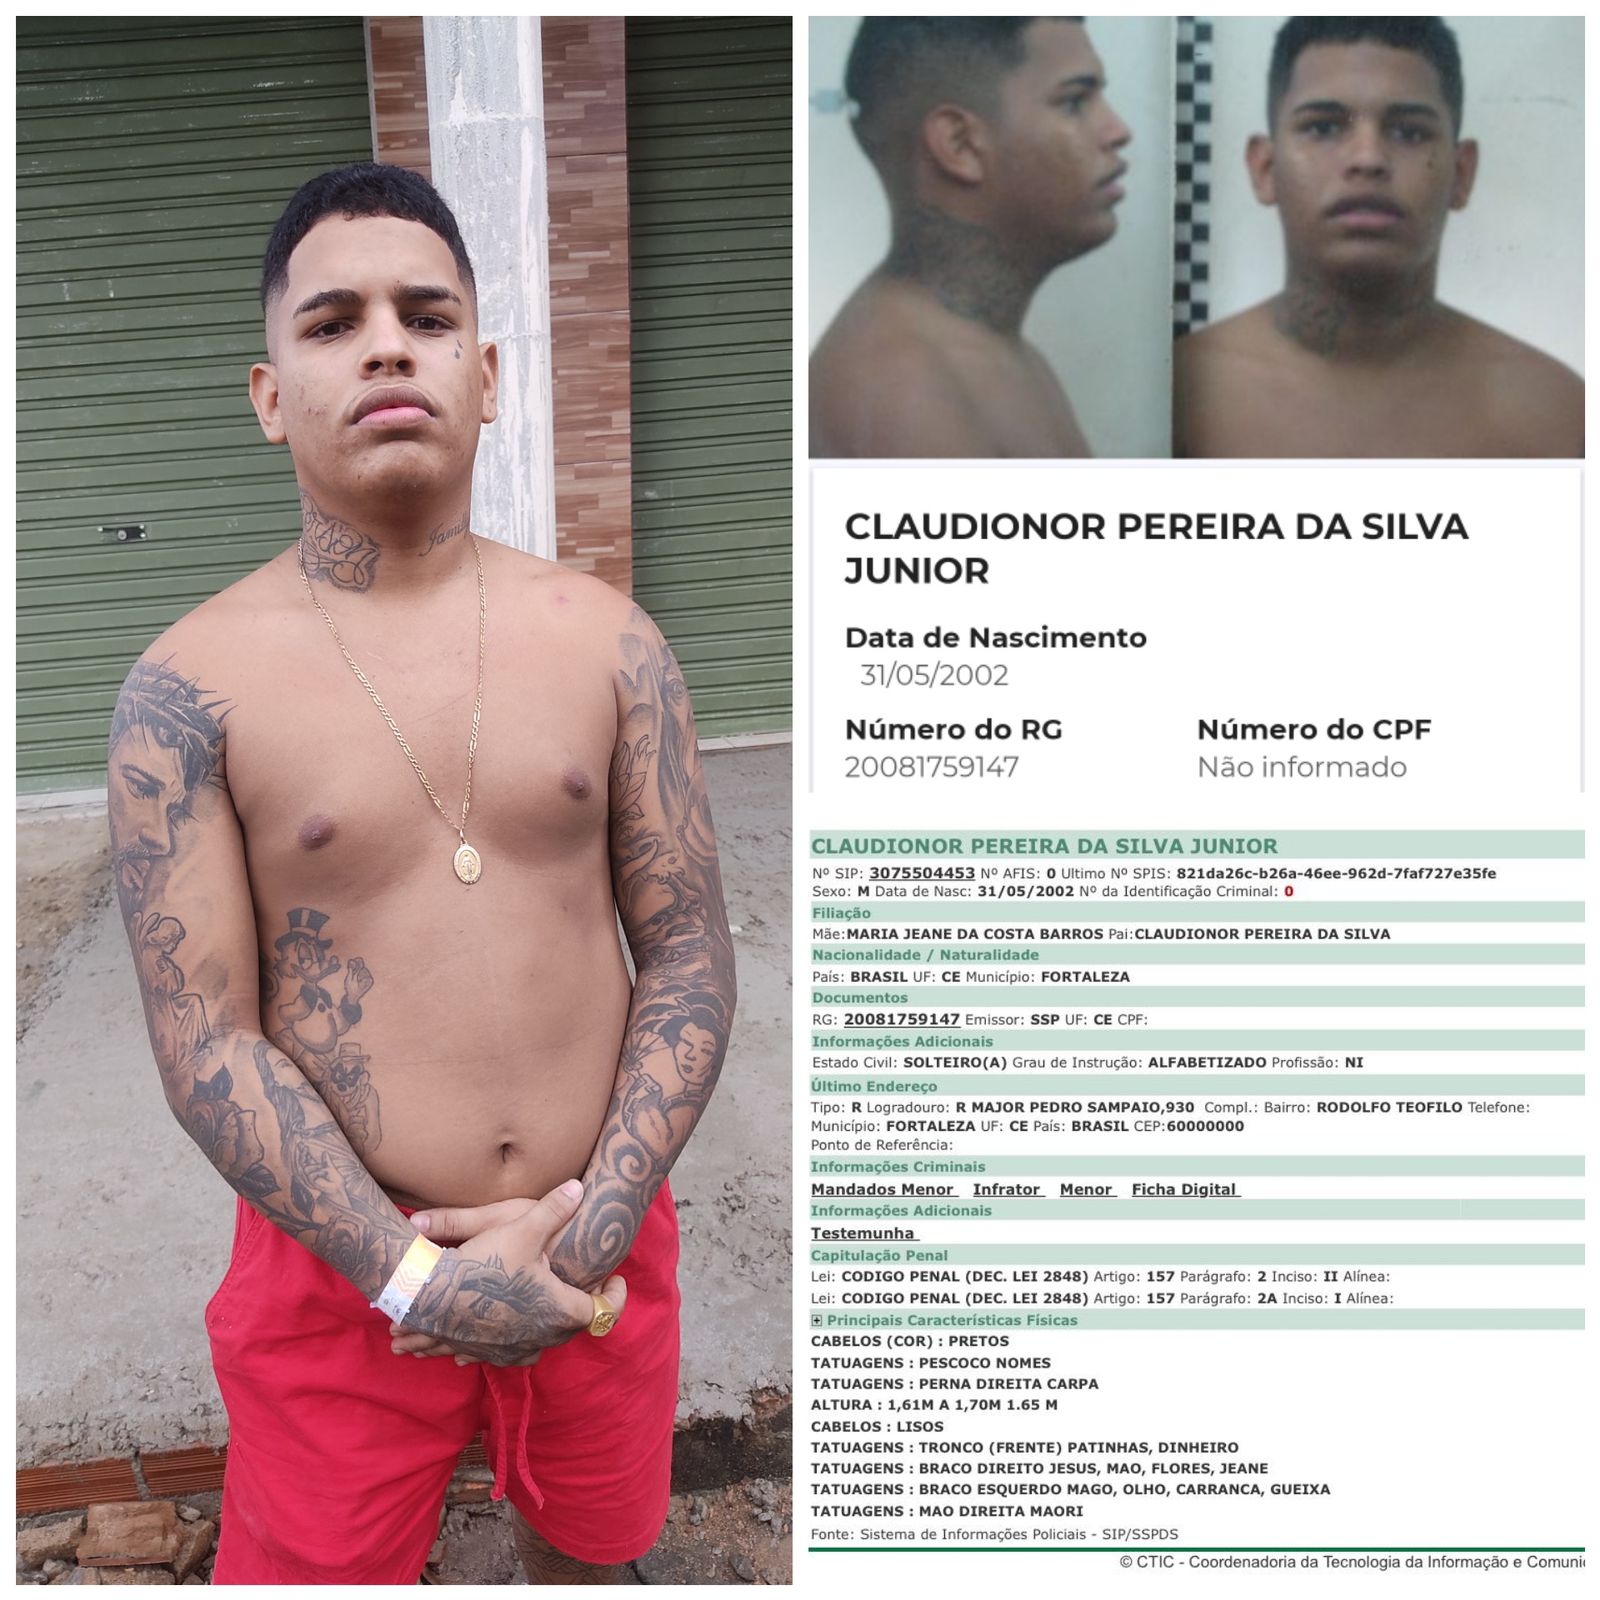 Family
CLAUDIONOR PEREIRA DA SILVA
JUNIOR
Data de Nascimento
31/05/2002
Número do RG Número do CPF
20081759147 Não informado
CLAUDIONOR PEREIRA DA SILVA JUNIOR
Nº SIP: 3075504453 Nº AFIS: 0 Ultimo Nº SPIS: 821da26c-b26a-46ee-962d-7faf727e35fe
Sexo: M Data de Nasc: 31/05/2002 Nº da Identificação Criminal: 0
Filiação
Mãe:MARIA JEANE DA COSTA BARROS Pai:CLAUDIONOR PEREIRA DA SILVA
Nacionalidade / Naturalidade
País: BRASIL UF: CE Município: FORTALEZA
Documentos
RG: 20081759147 Emissor: SSP UF: CE CPF:
Informações Adicionais
Estado Civil: SOLTEIRO(A) Grau de Instrução: ALFABETIZADO Profissão: NI
Último Endereço
Tipo: R Logradouro: R MAJOR PEDRO SAMPAIO,930 Compl.: Bairro: RODOLFO TEOFILO Telefone:
Município: FORTALEZA UF: CE País: BRASIL CEP:60000000
Ponto de Referência:
Informações Criminais
Mandados Menor Infrator Menor Ficha Digital
Informações Adicionais
Testemunha
Capitulação Penal
Lei: CODIGO PENAL (DEC. LEI 2848) Artigo: 157 Parágrafo: 2 Inciso: II Alínea:
Lei: CODIGO PENAL (DEC. LEI 2848) Artigo: 157 Parágrafo: 2A Inciso: I Alínea:
Principais Características Físicas
CABELOS (COR) : PRETOS
TATUAGENS : PESCOCO NOMES
TATUAGENS : PERNA DIREITA CARPA
ALTURA : 1,61M A 1,70M 1.65 M
CABELOS : LISOS
TATUAGENS : TRONCO (FRENTE) PATINHAS, DINHEIRO
TATUAGENS : BRACO DIREITO JESUS, MAO, FLORES, JEANE
TATUAGENS : BRACO ESQUERDO MAGO, OLHO, CARRANCA, GUEIXA
TATUAGENS : MAO DIREITA MAORI
Fonte: Sistema de Informações Policiais - SIP/SSPDS
© CTIC - Coordenadoria da Tecnologia da Informação e Comuni